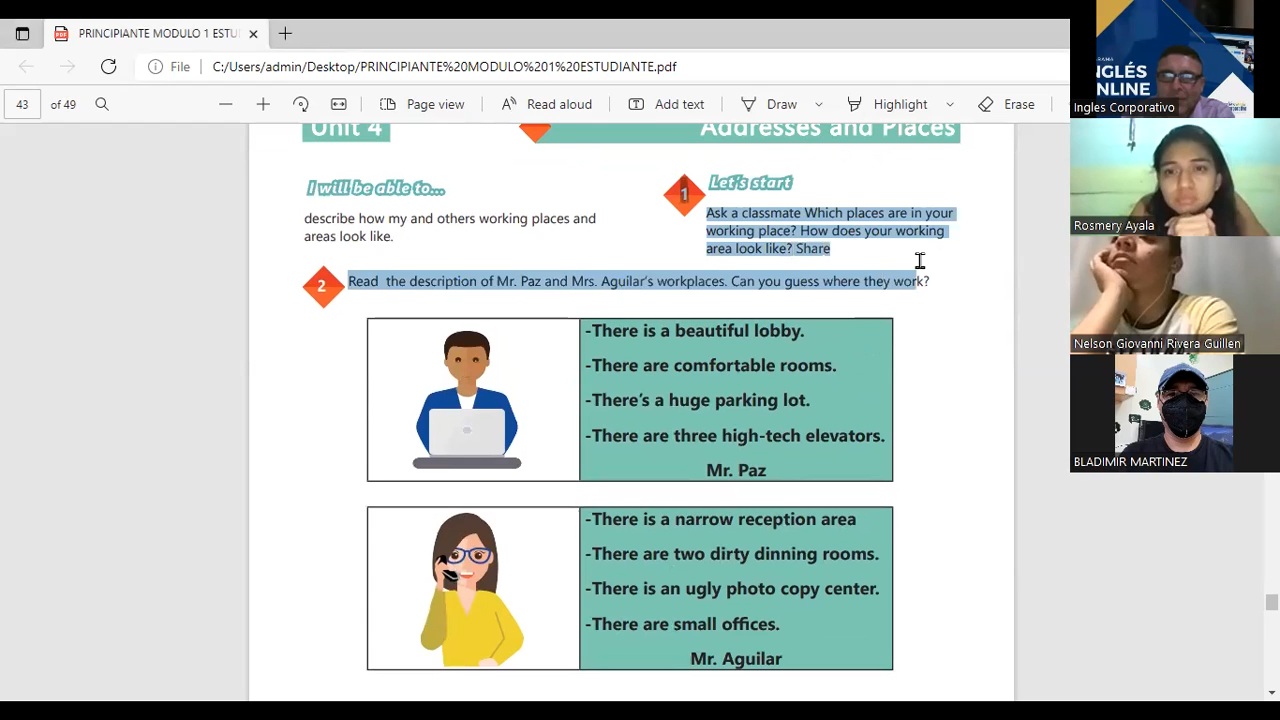 PRINCIPIANTE MODULO 1 ESTU
File C:/Users/admin/Desktop/PRINCIPIANTE%20MODULO%201%20ESTUDIANTE.pdf
43 of 49 Page view Read aloud Add text Draw Highlight Erase
Unit 4 Addresses and Places
I will be able to...
describe how my and others working places and
areas look like.
1 Let's start
Ask a classmate Which places are in your
working place? How does your working
area look like? Share
2 Read the description of Mr. Paz and Mrs. Aguilar's workplaces. Can you guess where they work?
-There is a beautiful lobby.
-There are comfortable rooms.
-There's a huge parking lot.
-There are three high-tech elevators.
Mr. Paz
-There is a narrow reception area
-There are two dirty dinning rooms.
-There is an ugly photo copy center.
-There are small offices.
Mr. Aguilar
INGLÉS
ONLINE
Ingles Corporativo
Rosmery Ayala
Nelson Giovanni Rivera Guillen
BLADIMIR MARTINEZ